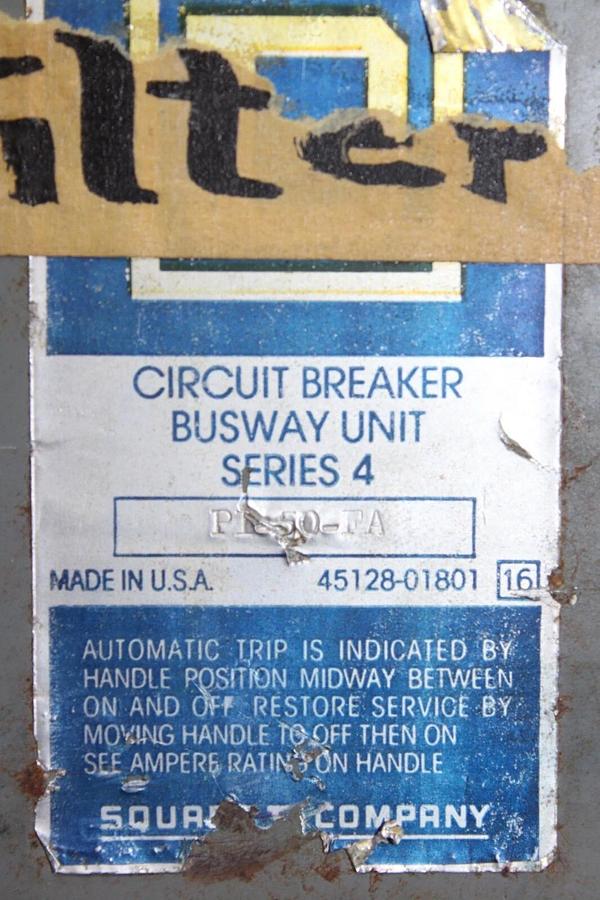 ilter
CIRCUIT BREAKER
BUSWAY UNIT
SERIES 4
MADE IN U.S.A. 45128-01801 16
AUTOMATIC TRIP IS INDICATED BY
HANDLE POSITION MIDWAY BETWEEN
ON AND OFF RESTORE SERVICE BY
MOVING HANDLE TO OFF THEN ON
SEE AMPERE RATING ON HANDLE
COMPANY